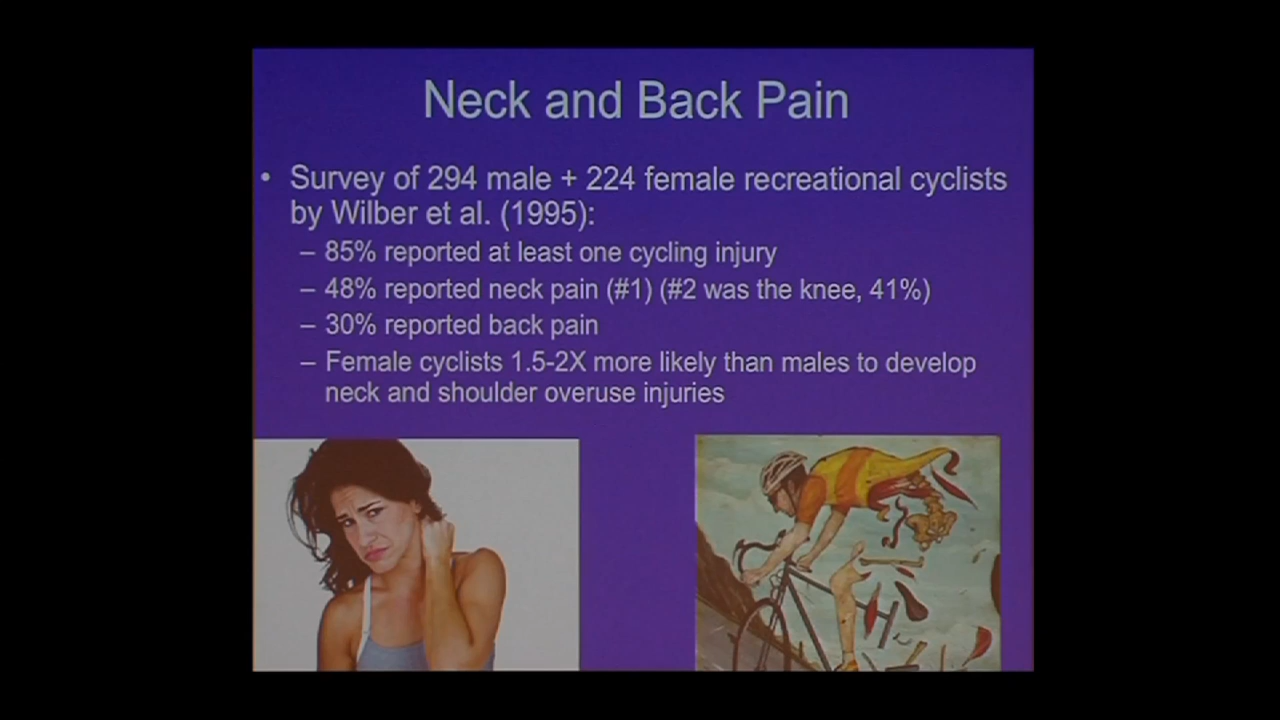 Neck and Back Pain
• Survey of 294 male + 224 female recreational cyclists
by Wilber et al. (1995):
– 85% reported at least one cycling injury
– 48% reported neck pain (#1) (#2 was the knee, 41%)
– 30% reported back pain
– Female cyclists 1.5-2X more likely than males to develop
neck and shoulder overuse injuries